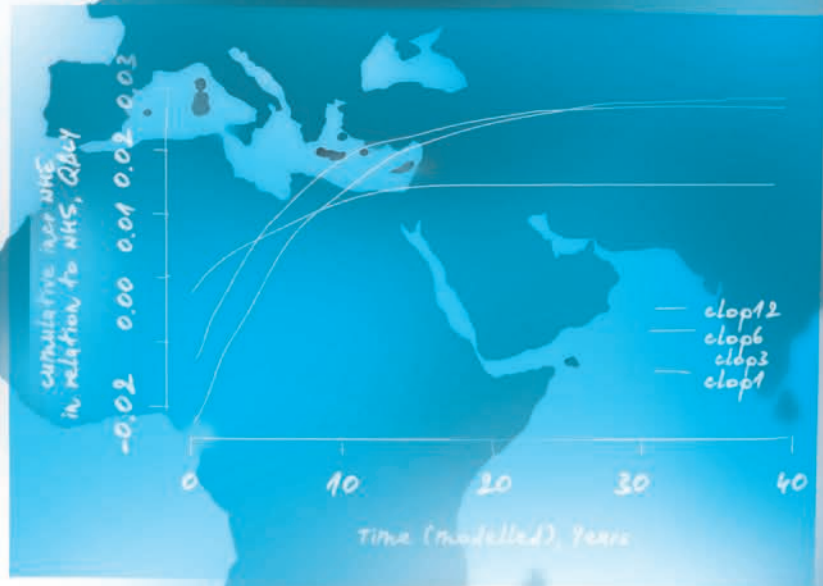 cumulative incr NHE
in relation to NHS, QALY
0.03
0.02
0.01
0.00
-0.02
clop12
clop6
clop3
clop1
0 10 20 30 40
Time (modelled), Years